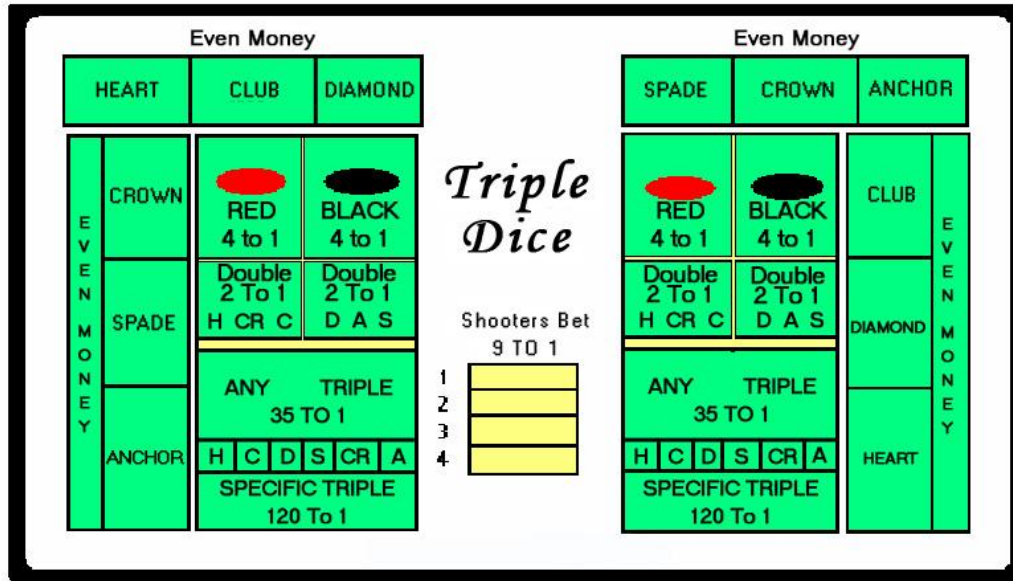 Even Money
HEART CLUB DIAMOND
EVEN MONEY
CROWN
SPADE
ANCHOR
RED BLACK
4 to 1 4 to 1
Double Double
2 To 1 2 To 1
H CR C D A S
ANY TRIPLE
35 TO 1
H C D S CR A
SPECIFIC TRIPLE
120 To 1
Triple
Dice
Shooters Bet
9 TO 1
1
2
3
4
Even Money
SPADE CROWN ANCHOR
RED BLACK
4 to 1 4 to 1
Double Double
2 To 1 2 To 1
H CR C D A S
ANY TRIPLE
35 TO 1
H C D S CR A
SPECIFIC TRIPLE
120 To 1
CLUB
DIAMOND
HEART
EVEN MONEY